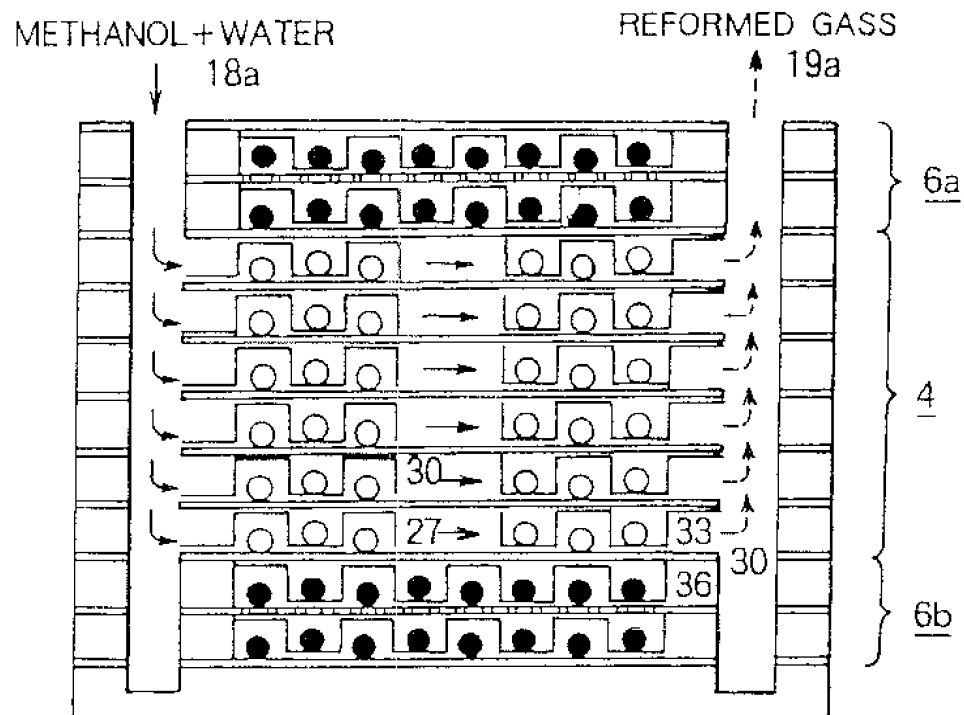 METHANOL+WATER
18a
REFORMED GASS
19a
6a
4
30
27
33
30
36
6b